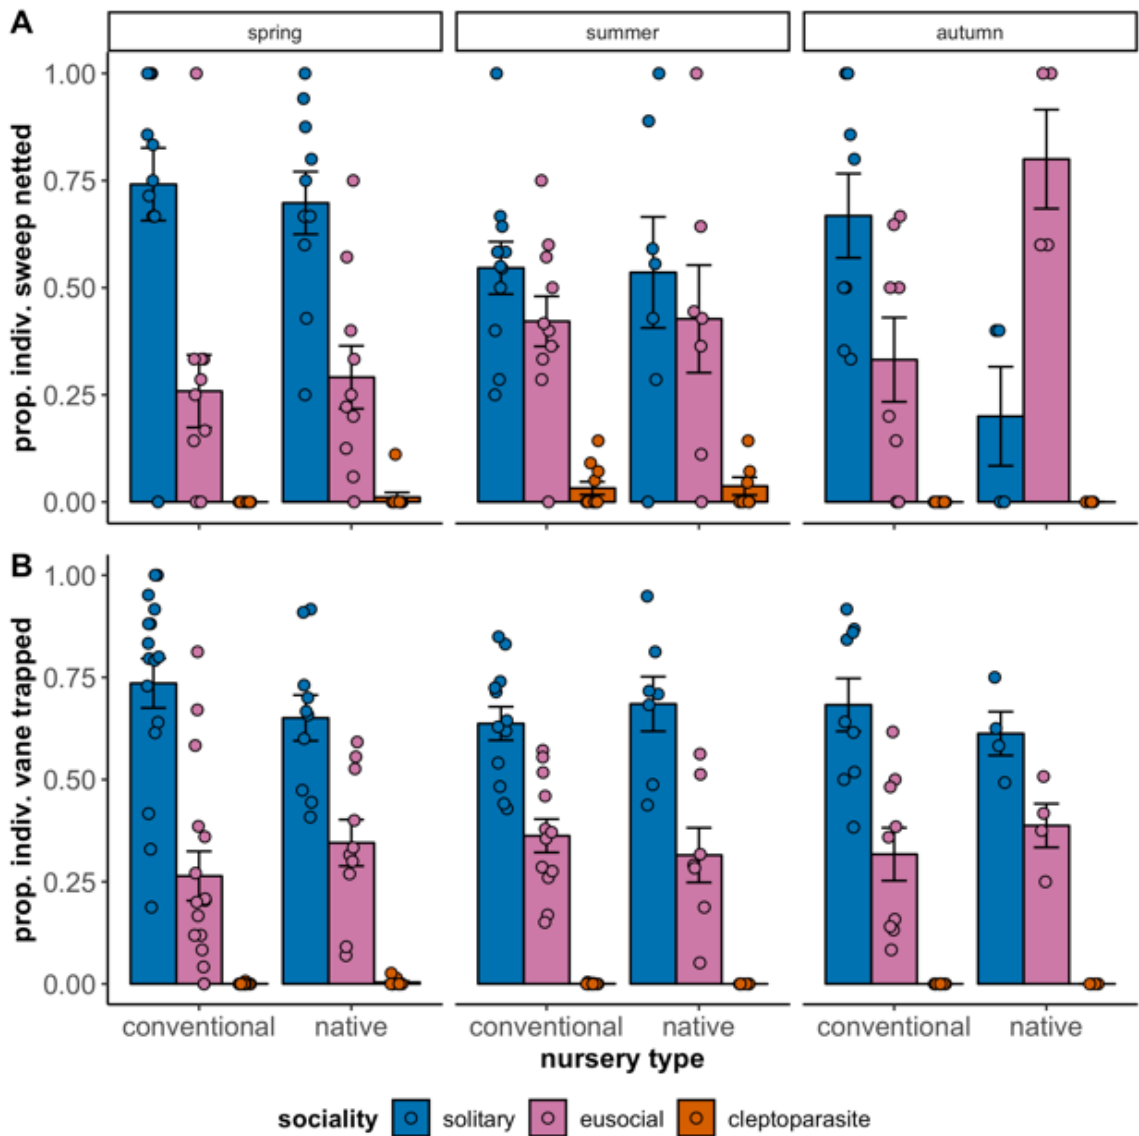 A
spring summer autumn
prop. indiv. sweep netted
1.00
0.75
0.50
0.25
0.00
B
prop. indiv. vane trapped
1.00
0.75
0.50
0.25
0.00
conventional native conventional native conventional native
nursery type
sociality solitary eusocial cleptoparasite